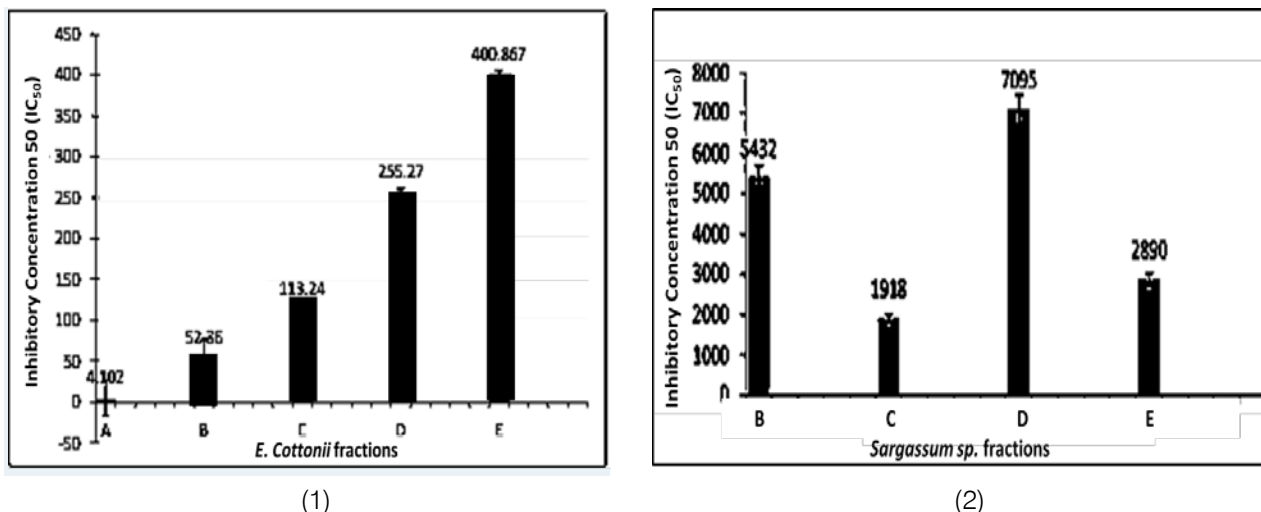 Inhibitory Concentration 50 (IC₅₀)
450
400
350
300
250
200
150
100
50
0
-50
4.102
52.36
113.24
255.27
400.867
A
B
C
D
E
E. Cottonii fractions
(1)
Inhibitory Concentration 50 (IC₅₀)
8000
7000
6000
5000
4000
3000
2000
1000
0
5432
1918
7095
2890
B
C
D
E
Sargassum sp. fractions
(2)